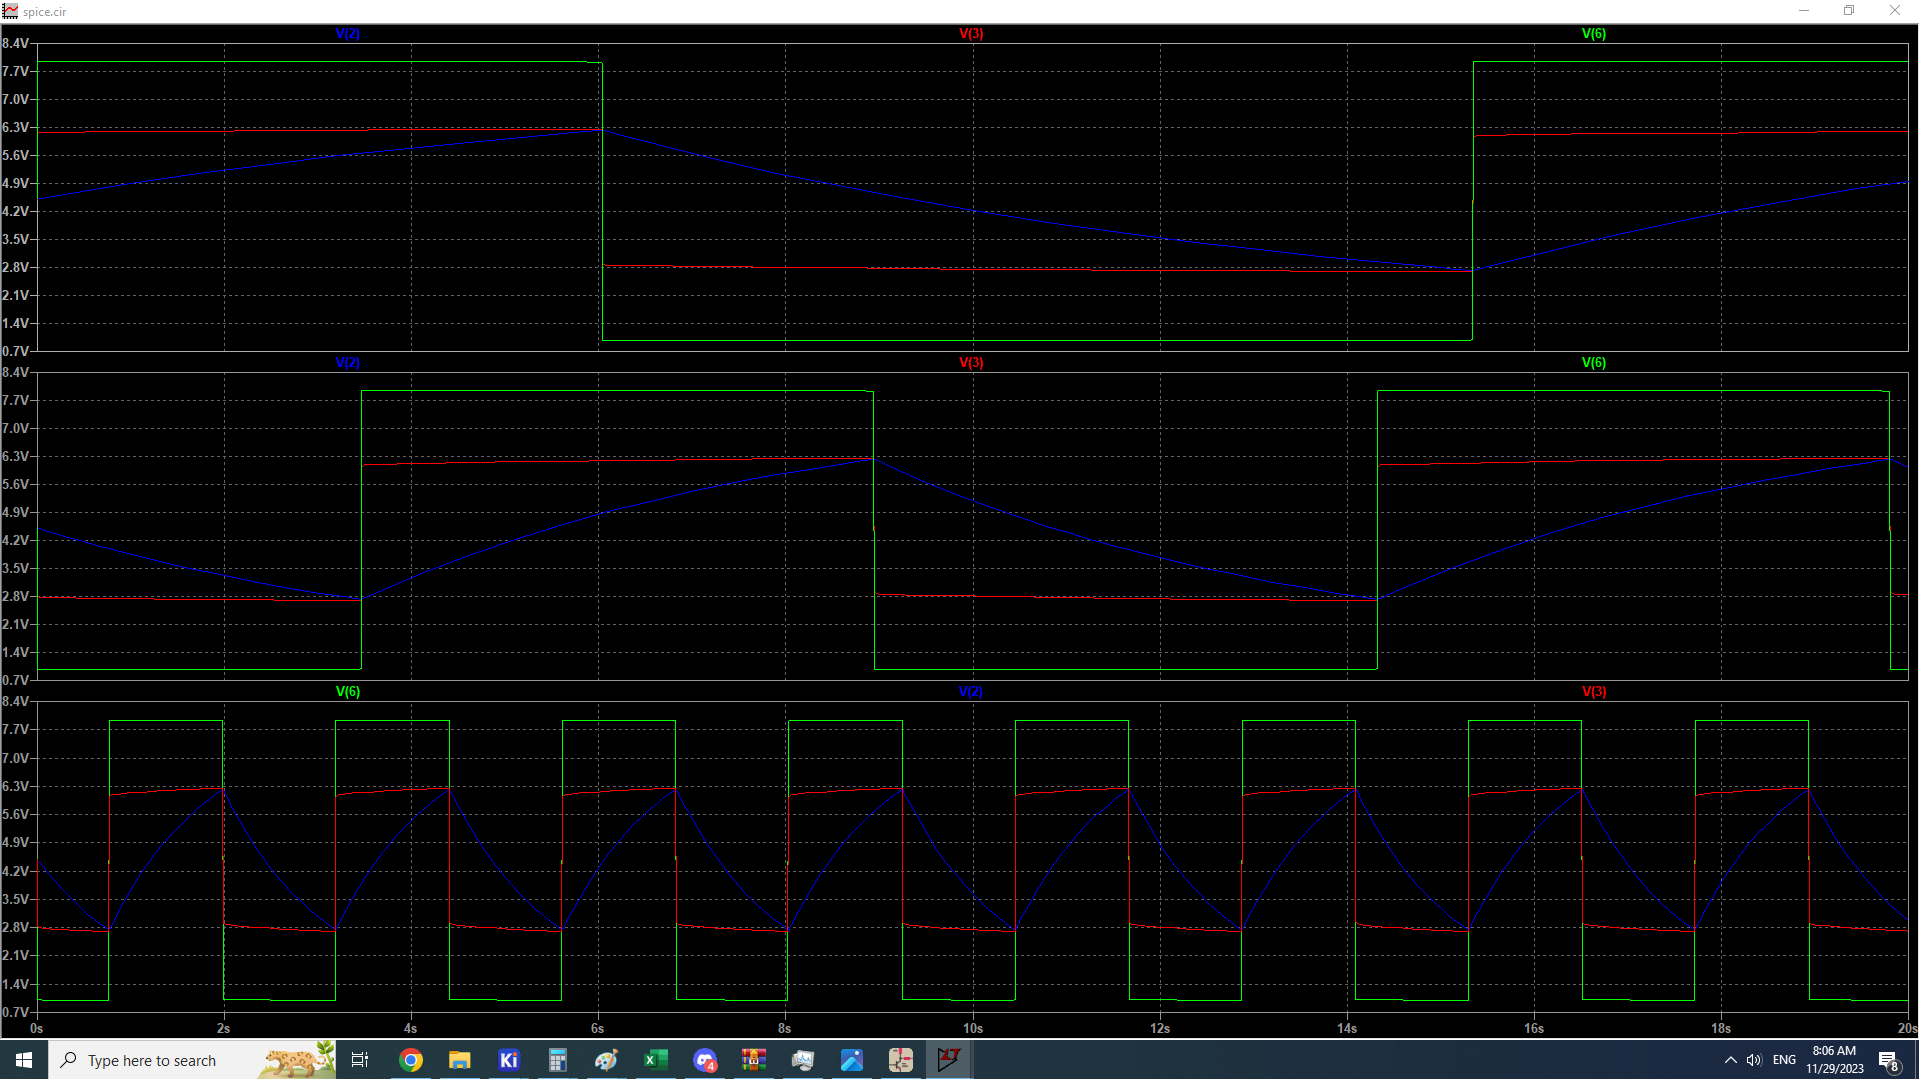 spice.cir
V(2) V(3) V(6)
8.4V
7.7V
7.0V
6.3V
5.6V
4.9V
4.2V
3.5V
2.8V
2.1V
1.4V
0.7V
V(2) V(3) V(6)
8.4V
7.7V
7.0V
6.3V
5.6V
4.9V
4.2V
3.5V
2.8V
2.1V
1.4V
0.7V
V(6) V(2) V(3)
8.4V
7.7V
7.0V
6.3V
5.6V
4.9V
4.2V
3.5V
2.8V
2.1V
1.4V
0.7V
0s 2s 4s 6s 8s 10s 12s 14s 16s 18s 20s
Type here to search
Ki
4
ENG
8:06 AM
11/29/2023
8